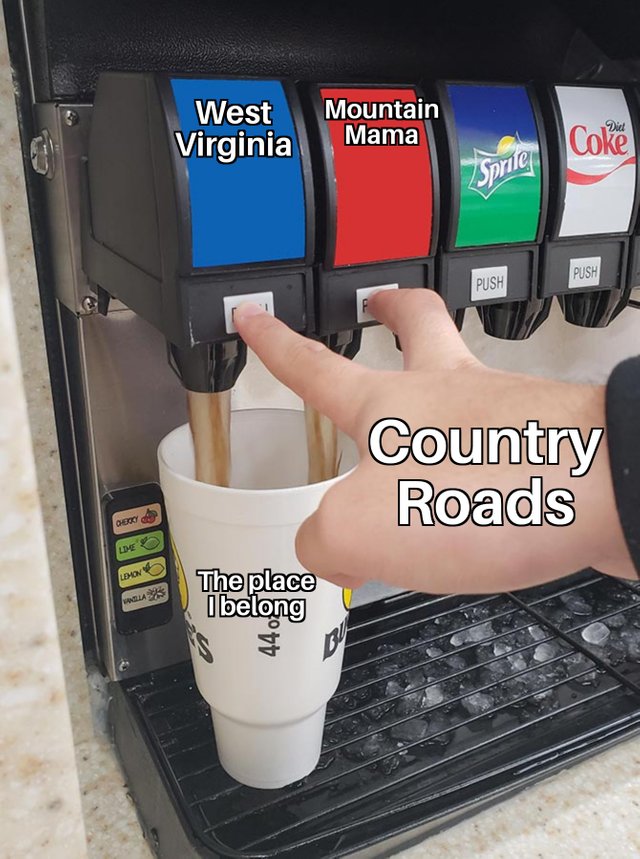 West
Virginia
Mountain
Mama
Sprite
Diet
Coke
PUSH
PUSH
Country
Roads
CHERRY
LIME
LEMON
VANILLA
The place
I belong
44